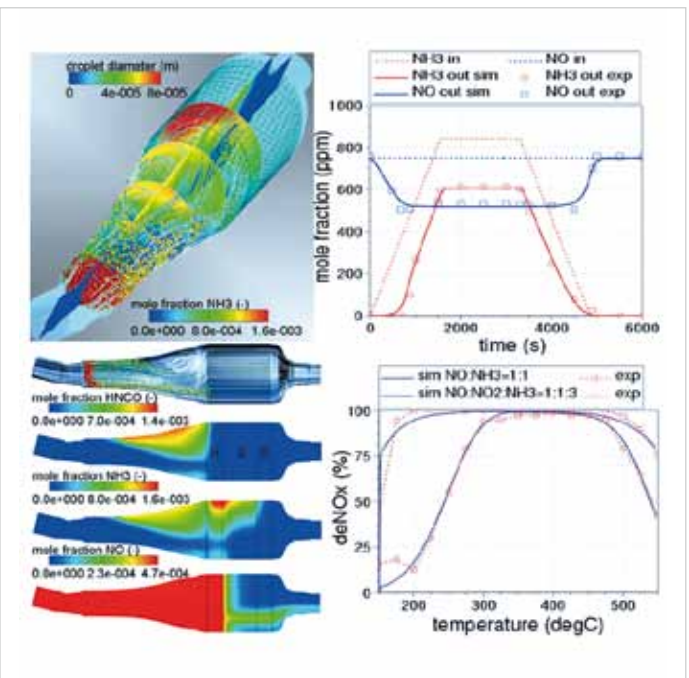 droplet diameter (m)
0 4e-005 8e-005
mole fraction NH3 (-)
0.0e+000 8.0e-004 1.6e-003
mole fraction HNCO (-)
0.0e+000 7.0e-004 1.4e-003
mole fraction NH3 (-)
0.0e+000 8.0e-004 1.6e-003
mole fraction NO (-)
0.0e+000 2.3e-004 4.7e-004
NH3 in NO in
NH3 out sim NH3 out exp
NO out sim NO out exp
mole fraction (ppm)
1000
800
600
400
200
0
0 2000 4000 6000
time (s)
sim NO:NH3=1:1 exp
sim NO:NO2:NH3=1:1:3 exp
deNOx (%)
100
75
50
25
0
200 300 400 500
temperature (degC)